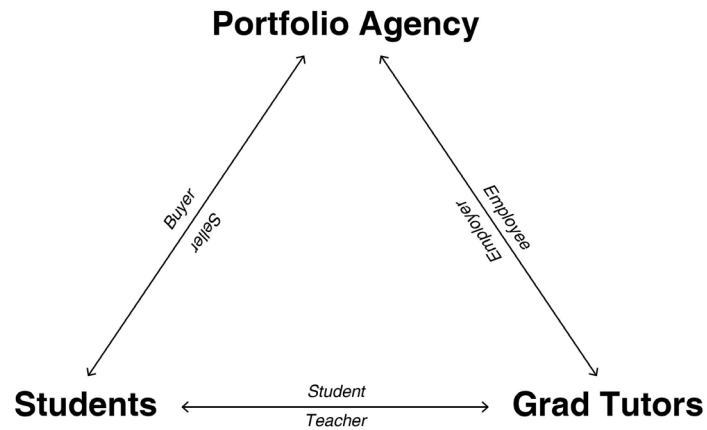 Portfolio Agency
Buyer
Seller
Employee
Employer
Students
Student
Teacher
Grad Tutors